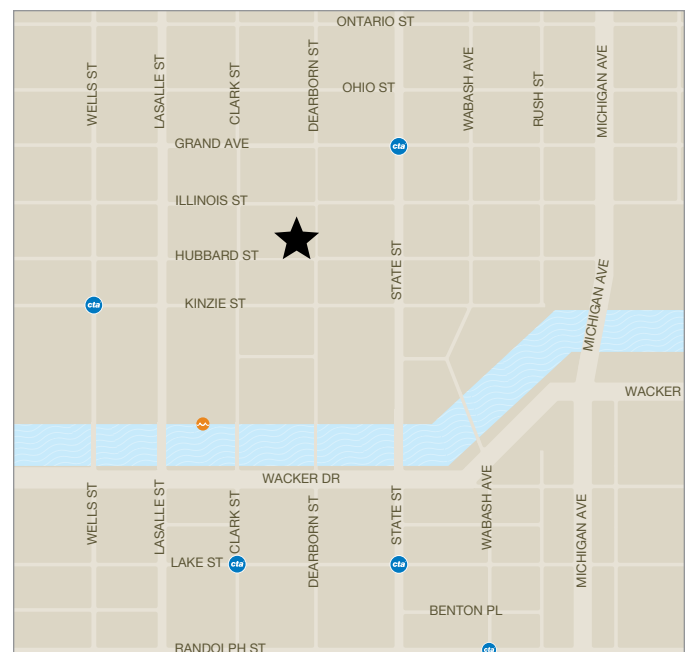 ONTARIO ST
WELLS ST
LASALLE ST
CLARK ST
DEARBORN ST
OHIO ST
WABASH AVE
RUSH ST
MICHIGAN AVE
GRAND AVE
cta
ILLINOIS ST
HUBBARD ST
STATE ST
MICHIGAN AVE
cta
KINZIE ST
WACKER
WACKER DR
WELLS ST
LASALLE ST
CLARK ST
DEARBORN ST
STATE ST
WABASH AVE
MICHIGAN AVE
LAKE ST
cta
cta
BENTON PL
RANDOLPH ST
cta